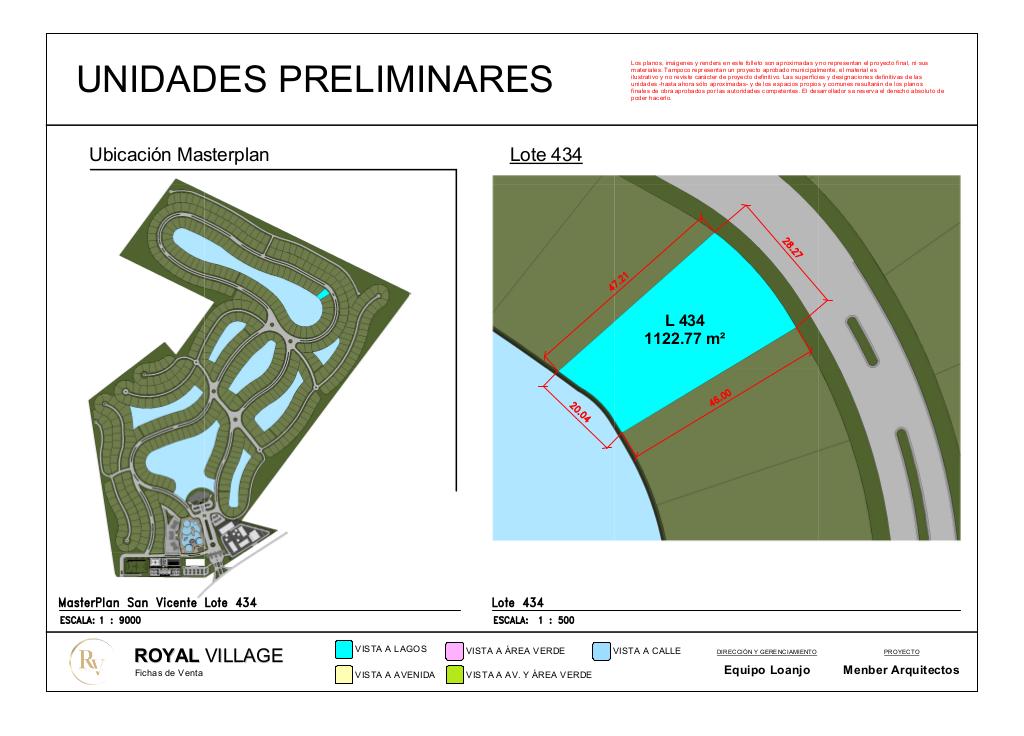 UNIDADES PRELIMINARES
Los planos, imágenes y renders en este folleto son aproximadas y no representan el proyecto final, ni sus
materiales. Tampoco representan un proyecto aprobado municipalmente, el material es
ilustrativo y no reviste carácter de proyecto definitivo. Las superficies y designaciones definitivas de las
unidades -hasta ahora sólo aproximadas- y de los espacios propios y comunes resultarán de los planos
finales de obra aprobados por las autoridades competentes. El desarrollador se reserva el derecho absoluto de
poder hacerlo.
Ubicación Masterplan
Lote 434
28.27
47.21
L 434
1122.77 m²
46.00
20.04
MasterPlan San Vicente Lote 434
ESCALA: 1 : 9000
Lote 434
ESCALA: 1 : 500
RV
ROYAL VILLAGE
Fichas de Venta
VISTA A LAGOS
VISTA A ÁREA VERDE
VISTA A CALLE
VISTA A AVENIDA
VISTA A AV. Y ÁREA VERDE
DIRECCIÓN Y GERENCIAMIENTO
Equipo Loanjo
PROYECTO
Menber Arquitectos